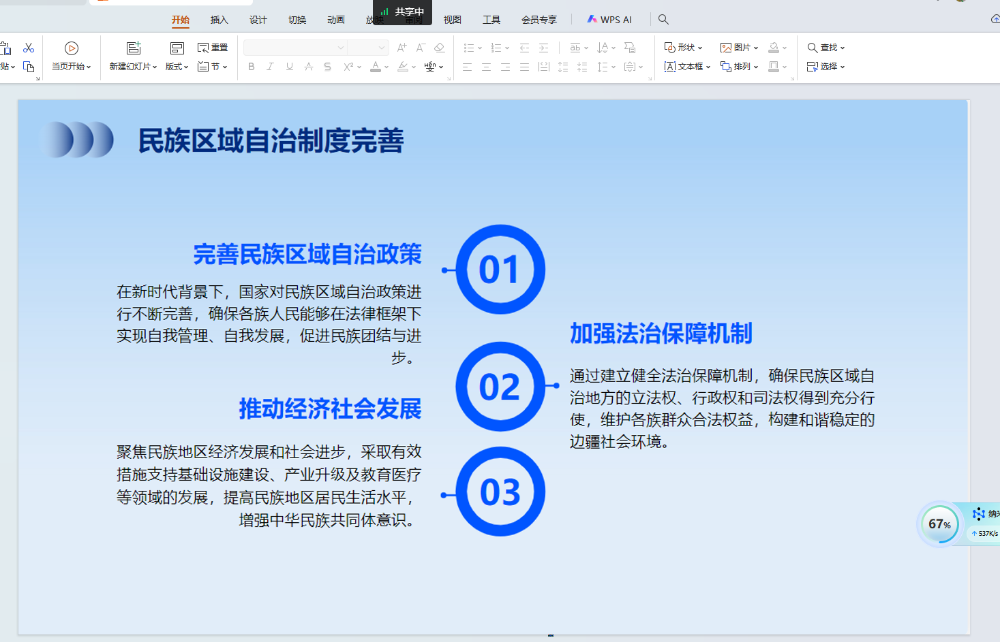 共享中
开始 插入 设计 切换 动画 放映 审阅 视图 工具 会员专享 WPS AI
重置
形状 图片 查找
贴 当页开始 新建幻灯片 版式 节
B I U A S X² A wén 变
文本框 排列 选择
民族区域自治制度完善
完善民族区域自治政策
在新时代背景下，国家对民族区域自治政策进
行不断完善，确保各族人民能够在法律框架下
实现自我管理、自我发展，促进民族团结与进
步。
01
加强法治保障机制
通过建立健全法治保障机制，确保民族区域自
治地方的立法权、行政权和司法权得到充分行
使，维护各族群众合法权益，构建和谐稳定的
边疆社会环境。
02
推动经济社会发展
聚焦民族地区经济发展和社会进步，采取有效
措施支持基础设施建设、产业升级及教育医疗
等领域的发展，提高民族地区居民生活水平，
增强中华民族共同体意识。
03
67%
纳米
↑ 537K/s